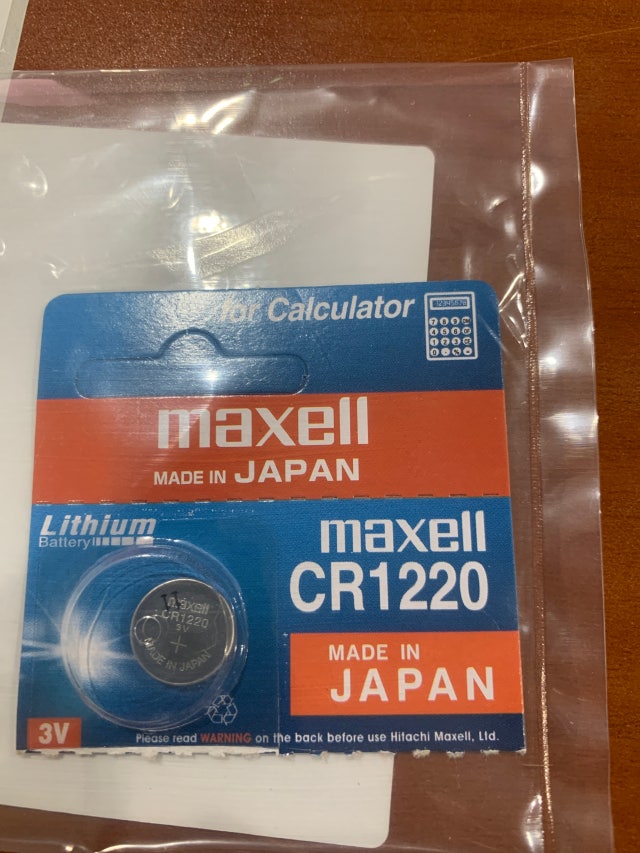 for Calculator
maxell
MADE IN JAPAN
Lithium
Battery
maxell
CR1220
maxell
CR1220
3V
+
MADE IN JAPAN
MADE IN
JAPAN
3V
Please read WARNING on the back before use Hitachi Maxell, Ltd.